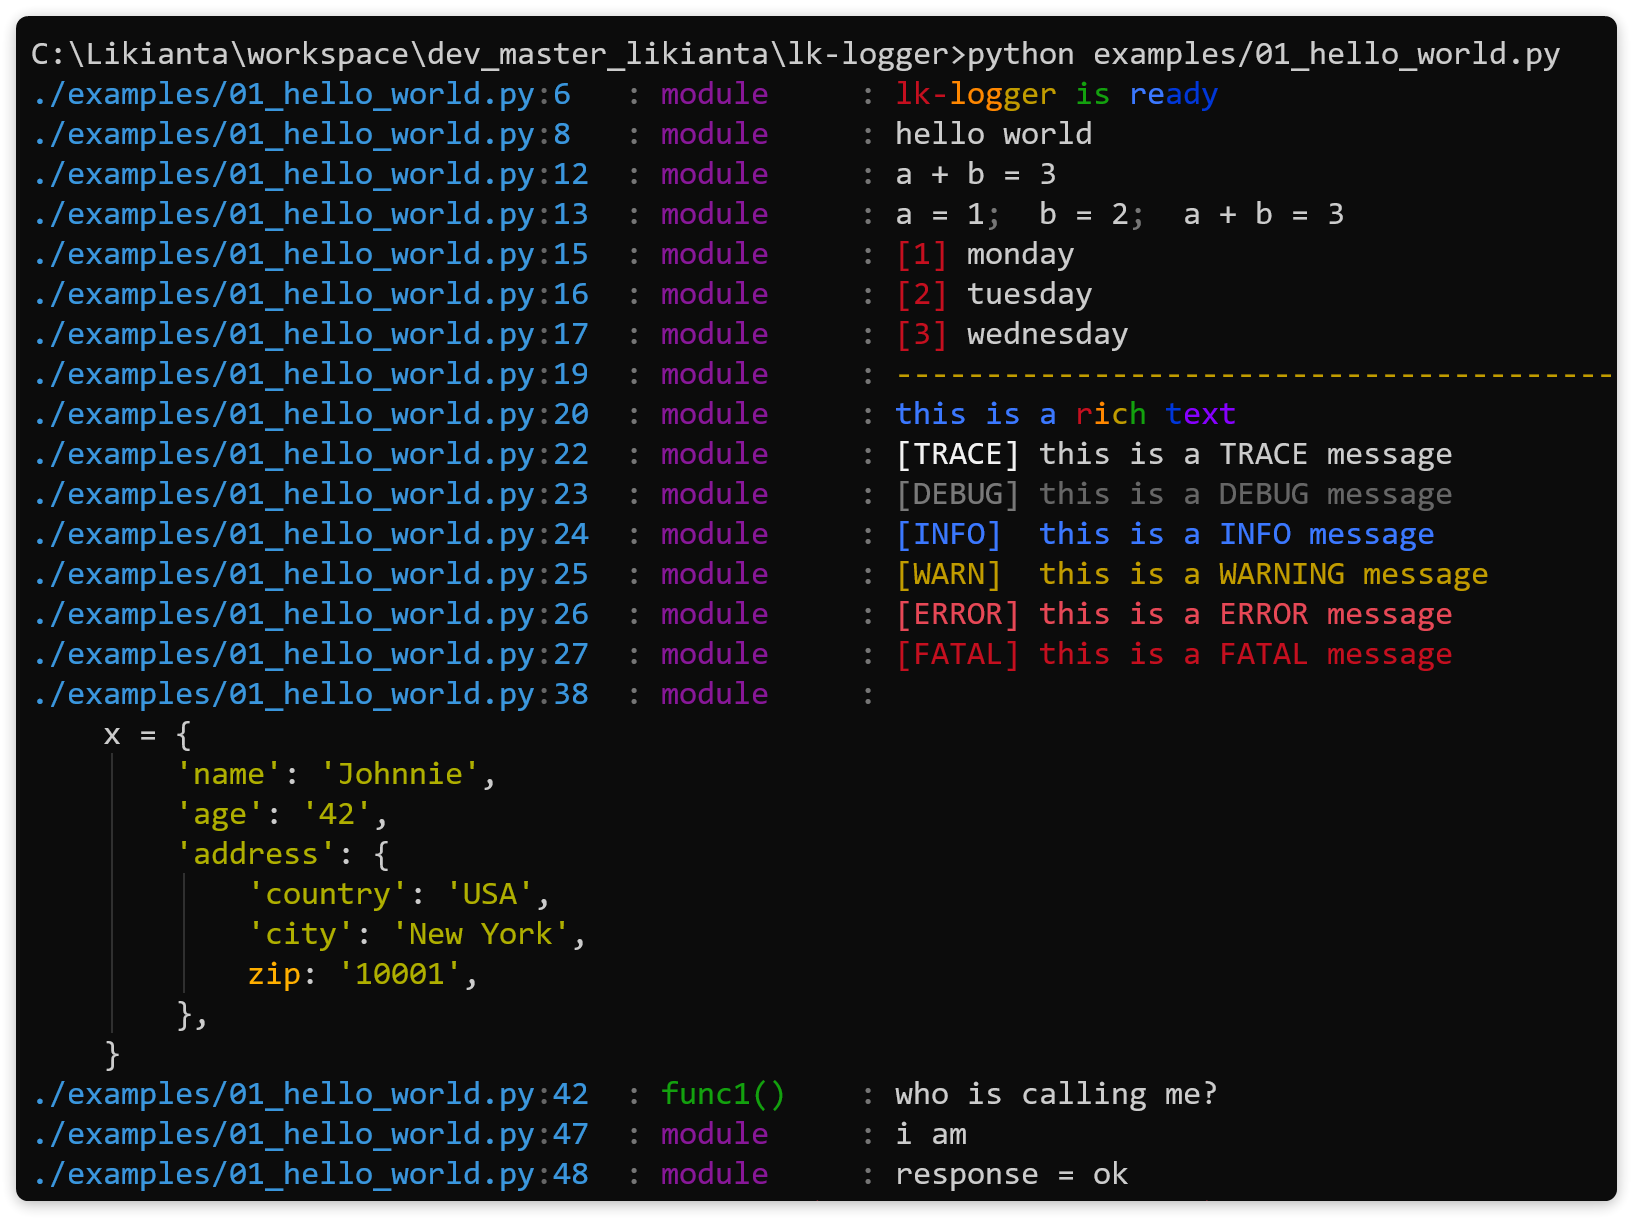 C:\Likianta\workspace\dev_master_likianta\lk-logger>python examples/01_hello_world.py
./examples/01_hello_world.py:6   : module     : lk-logger is ready
./examples/01_hello_world.py:8   : module     : hello world
./examples/01_hello_world.py:12  : module     : a + b = 3
./examples/01_hello_world.py:13  : module     : a = 1;  b = 2;  a + b = 3
./examples/01_hello_world.py:15  : module     : [1] monday
./examples/01_hello_world.py:16  : module     : [2] tuesday
./examples/01_hello_world.py:17  : module     : [3] wednesday
./examples/01_hello_world.py:19  : module     : ----------------------------------------
./examples/01_hello_world.py:20  : module     : this is a rich text
./examples/01_hello_world.py:22  : module     : [TRACE] this is a TRACE message
./examples/01_hello_world.py:23  : module     : [DEBUG] this is a DEBUG message
./examples/01_hello_world.py:24  : module     : [INFO]  this is a INFO message
./examples/01_hello_world.py:25  : module     : [WARN]  this is a WARNING message
./examples/01_hello_world.py:26  : module     : [ERROR] this is a ERROR message
./examples/01_hello_world.py:27  : module     : [FATAL] this is a FATAL message
./examples/01_hello_world.py:38  : module     :
    x = {
        'name': 'Johnnie',
        'age': '42',
        'address': {
            'country': 'USA',
            'city': 'New York',
            zip: '10001',
        },
    }
./examples/01_hello_world.py:42  : func1()    : who is calling me?
./examples/01_hello_world.py:47  : module     : i am
./examples/01_hello_world.py:48  : module     : response = ok